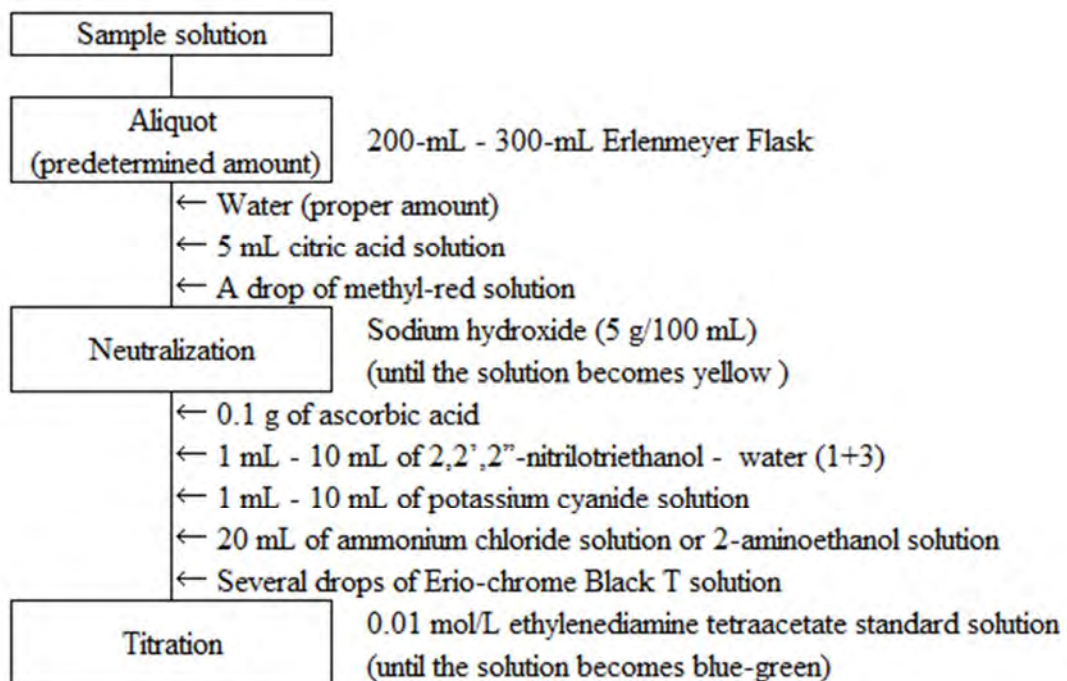 Sample solution
Aliquot
(predetermined amount)
200-mL - 300-mL Erlenmeyer Flask
← Water (proper amount)
← 5 mL citric acid solution
← A drop of methyl-red solution
Neutralization
Sodium hydroxide (5 g/100 mL)
(until the solution becomes yellow )
← 0.1 g of ascorbic acid
← 1 mL - 10 mL of 2,2',2”-nitrilotriethanol - water (1+3)
← 1 mL - 10 mL of potassium cyanide solution
← 20 mL of ammonium chloride solution or 2-aminoethanol solution
← Several drops of Erio-chrome Black T solution
Titration
0.01 mol/L ethylenediamine tetraacetate standard solution
(until the solution becomes blue-green)